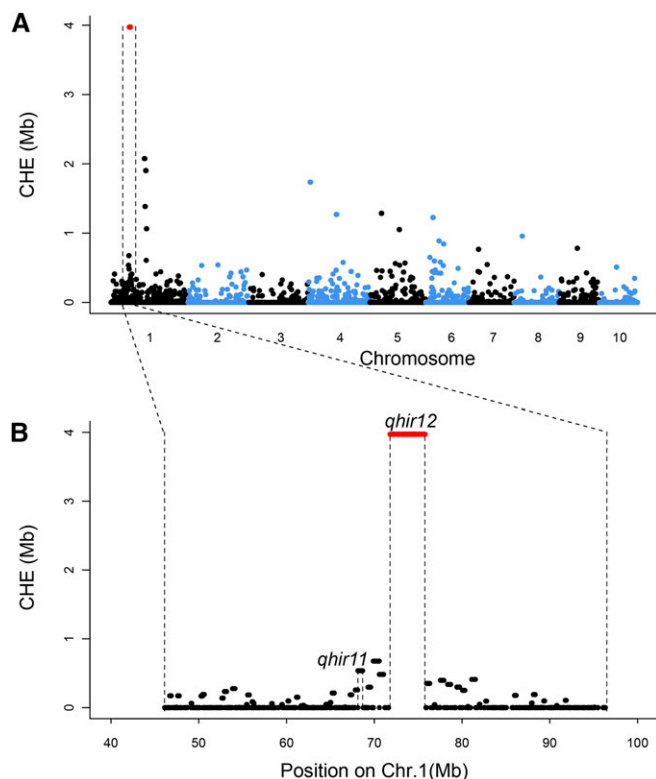 A
CHE (Mb)
4
3
2
1
0
1 2 3 4 5 6 7 8 9 10
Chromosome
B
qhir12
CHE (Mb)
4
3
2
1
0
qhir11
40 50 60 70 80 90 100
Position on Chr.1(Mb)